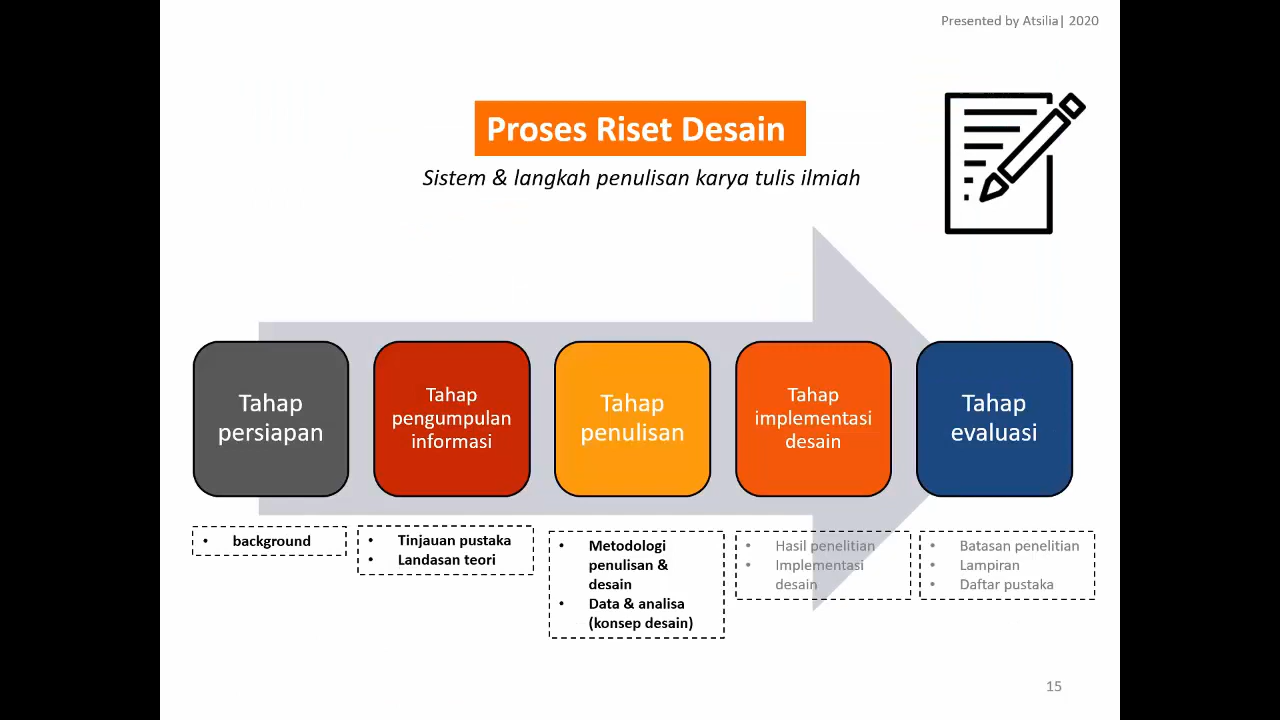 Presented by Atsilia| 2020
Proses Riset Desain
Sistem & langkah penulisan karya tulis ilmiah
Tahap
persiapan
Tahap
pengumpulan
informasi
Tahap
penulisan
Tahap
implementasi
desain
Tahap
evaluasi
• background
• Tinjauan pustaka
• Landasan teori
• Metodologi
penulisan &
desain
• Data & analisa
(konsep desain)
• Hasil penelitian
• Implementasi
desain
• Batasan penelitian
• Lampiran
• Daftar pustaka
15